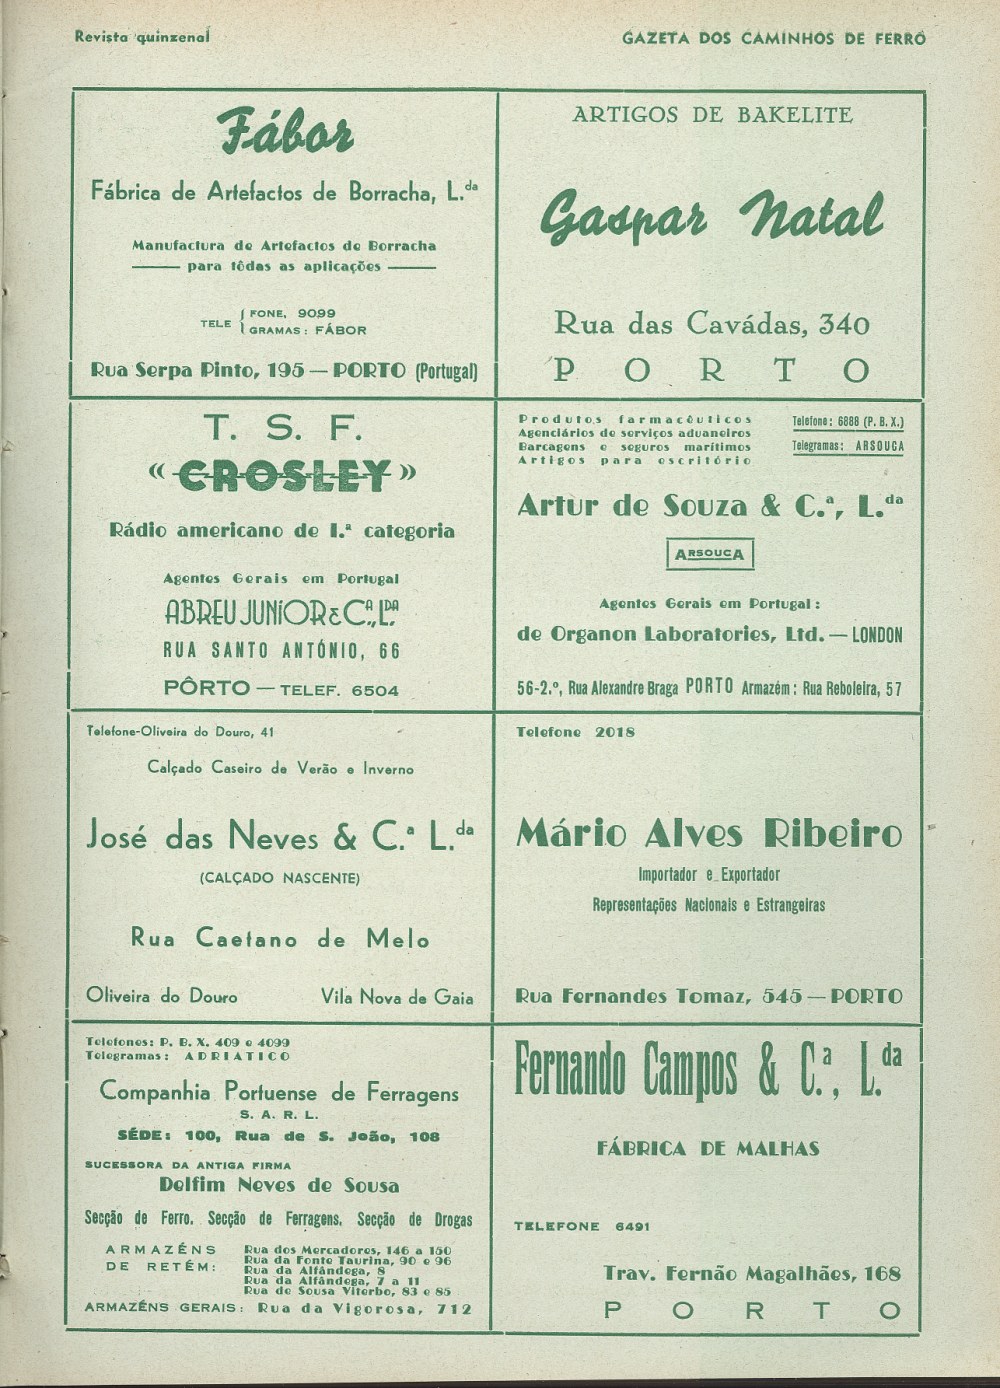 Revista quinzenal
GAZETA DOS CAMINHOS DE FERRO
Fábor
Fábrica de Artefactos de Borracha, L.da
Manufactura de Artefactos de Borracha
para tôdas as aplicações
TELE { FONE, 9099
GRAMAS: FÁBOR
Rua Serpa Pinto, 195 — PORTO (Portugal)
ARTIGOS DE BAKELITE
Gaspar Natal
Rua das Cavádas, 340
PORTO
T. S. F.
« CROSLEY »
Rádio americano de 1.ª categoria
Agentes Gerais em Portugal
ABREU JUNIOR & C.A, L.DA
RUA SANTO ANTÓNIO, 66
PÔRTO — TELEF. 6504
Produtos farmacêuticos
Agenciários de serviços aduaneiros
Barcagens e seguros marítimos
Artigos para escritório
Telefone: 6888 (P. B. X.)
Telegramas: ARSOUCA
Artur de Souza & C.ª, L.da
ARSOUCA
Agentes Gerais em Portugal:
de Organon Laboratories, Ltd. — LONDON
56-2.º, Rua Alexandre Braga PORTO Armazém: Rua Reboleira, 57
Telefone-Oliveira do Douro, 41
Calçado Caseiro de Verão e Inverno
José das Neves & C.ª L.da
(CALÇADO NASCENTE)
Rua Caetano de Melo
Oliveira do Douro Vila Nova de Gaia
Telefone 2018
Mário Alves Ribeiro
Importador e Exportador
Representações Nacionais e Estrangeiras
Rua Fernandes Tomaz, 545 — PORTO
Telefones: P. B. X. 409 e 4099
Telegramas: ADRIATICO
Companhia Portuense de Ferragens
S. A. R. L.
SÉDE: 100, Rua de S. João, 108
SUCESSORA DA ANTIGA FIRMA
Delfim Neves de Sousa
Secção de Ferro. Secção de Ferragens. Secção de Drogas
ARMAZÉNS DE RETÉM:
Rua dos Mercadores, 146 a 150
Rua da Fonte Taurina, 90 e 96
Rua da Alfândega, 8
Rua da Alfândega, 7 a 11
Rua de Sousa Viterbo, 83 e 85
ARMAZÉNS GERAIS: Rua da Vigorosa, 712
Fernando Campos & C.ª, L.da
FÁBRICA DE MALHAS
TELEFONE 6491
Trav. Fernão Magalhães, 168
PORTO